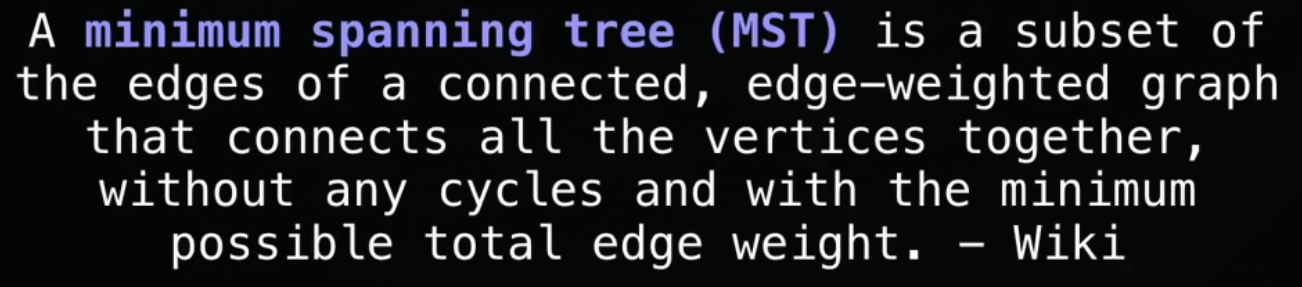 A minimum spanning tree (MST) is a subset of
the edges of a connected, edge–weighted graph
that connects all the vertices together,
without any cycles and with the minimum
possible total edge weight. – Wiki